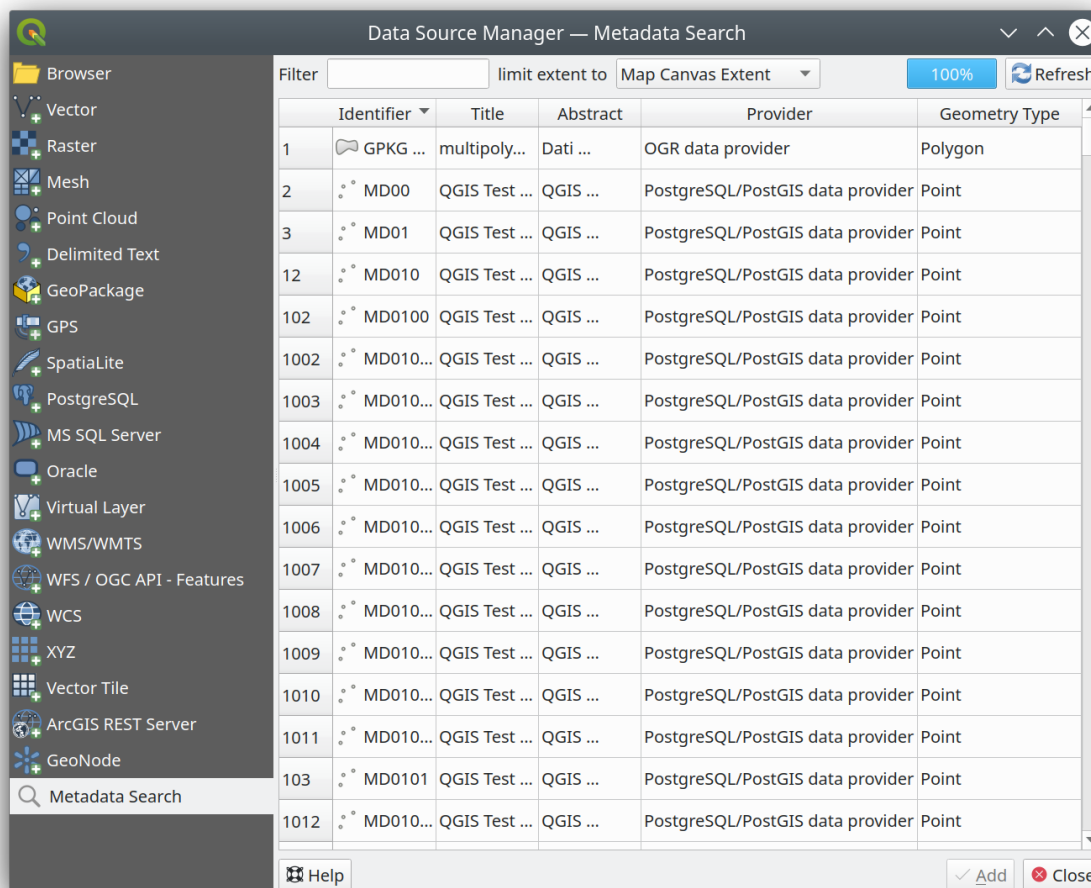 Data Source Manager — Metadata Search
Browser
Vector
Raster
Mesh
Point Cloud
Delimited Text
GeoPackage
GPS
SpatiaLite
PostgreSQL
MS SQL Server
Oracle
Virtual Layer
WMS/WMTS
WFS / OGC API - Features
WCS
XYZ
Vector Tile
ArcGIS REST Server
GeoNode
Metadata Search
Filter limit extent to Map Canvas Extent 100% Refresh
Identifier Title Abstract Provider Geometry Type
1 GPKG ... multipoly... Dati ... OGR data provider Polygon
2 MD00 QGIS Test ... QGIS ... PostgreSQL/PostGIS data provider Point
3 MD01 QGIS Test ... QGIS ... PostgreSQL/PostGIS data provider Point
12 MD010 QGIS Test ... QGIS ... PostgreSQL/PostGIS data provider Point
102 MD0100 QGIS Test ... QGIS ... PostgreSQL/PostGIS data provider Point
1002 MD010... QGIS Test ... QGIS ... PostgreSQL/PostGIS data provider Point
1003 MD010... QGIS Test ... QGIS ... PostgreSQL/PostGIS data provider Point
1004 MD010... QGIS Test ... QGIS ... PostgreSQL/PostGIS data provider Point
1005 MD010... QGIS Test ... QGIS ... PostgreSQL/PostGIS data provider Point
1006 MD010... QGIS Test ... QGIS ... PostgreSQL/PostGIS data provider Point
1007 MD010... QGIS Test ... QGIS ... PostgreSQL/PostGIS data provider Point
1008 MD010... QGIS Test ... QGIS ... PostgreSQL/PostGIS data provider Point
1009 MD010... QGIS Test ... QGIS ... PostgreSQL/PostGIS data provider Point
1010 MD010... QGIS Test ... QGIS ... PostgreSQL/PostGIS data provider Point
1011 MD010... QGIS Test ... QGIS ... PostgreSQL/PostGIS data provider Point
103 MD0101 QGIS Test ... QGIS ... PostgreSQL/PostGIS data provider Point
1012 MD010... QGIS Test ... QGIS ... PostgreSQL/PostGIS data provider Point
Help Add Close